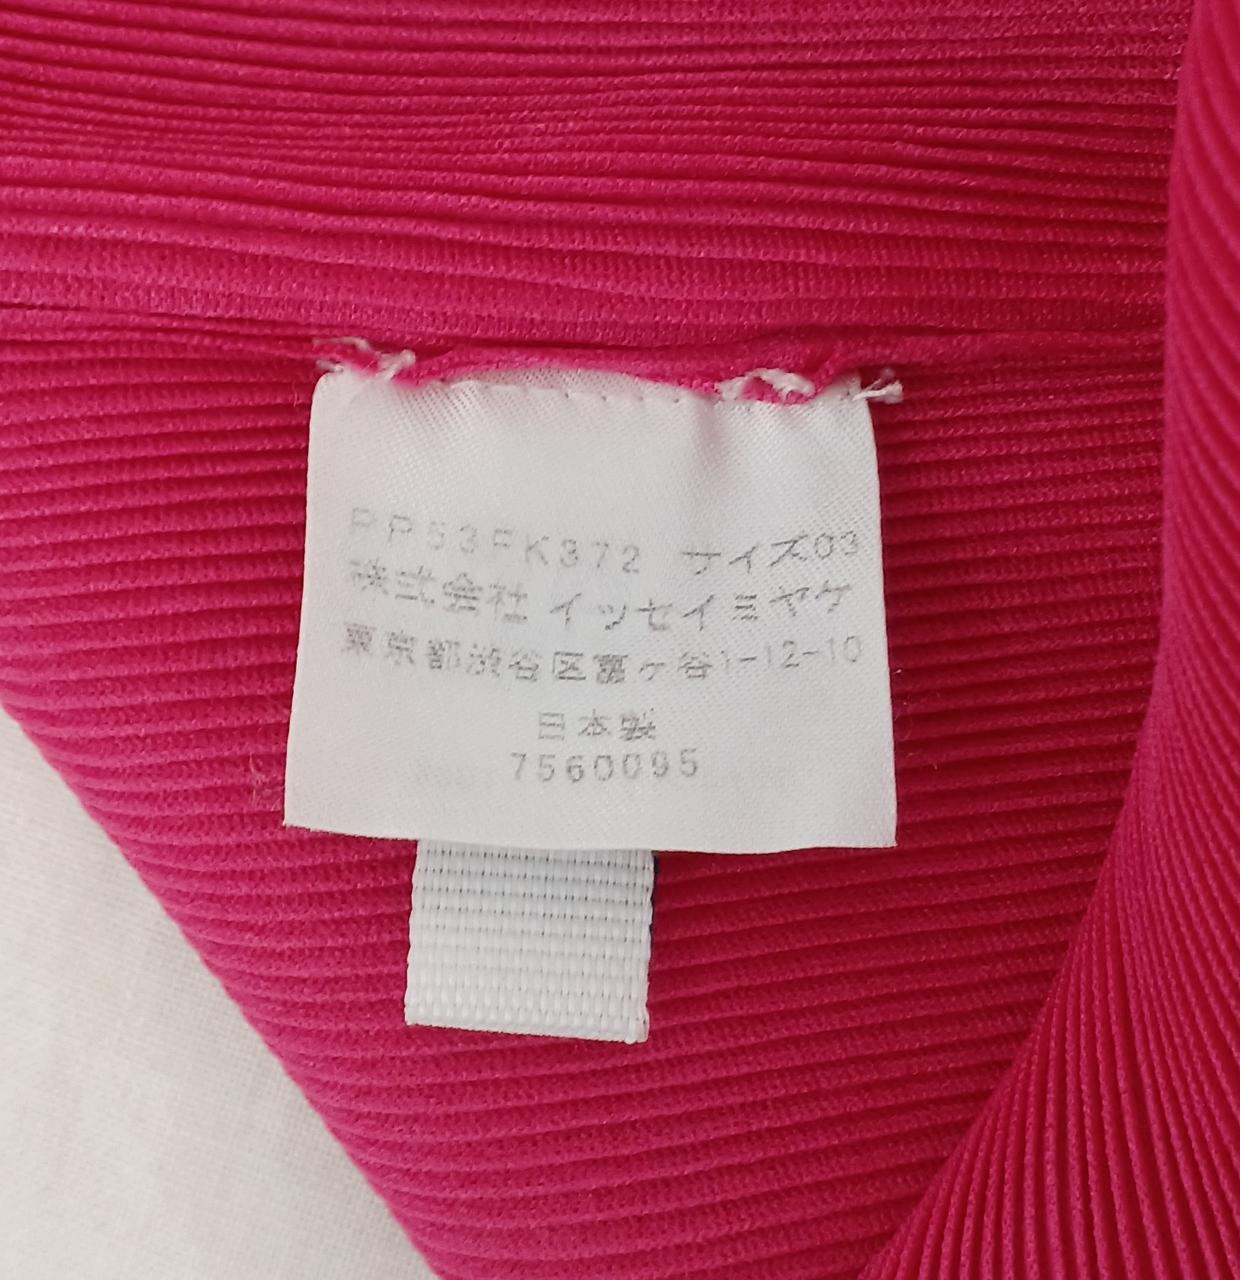 PP53FK372 サイズ03
株式会社 イッセイミヤケ
東京都渋谷区富ヶ谷1-12-10
日本製
7560095